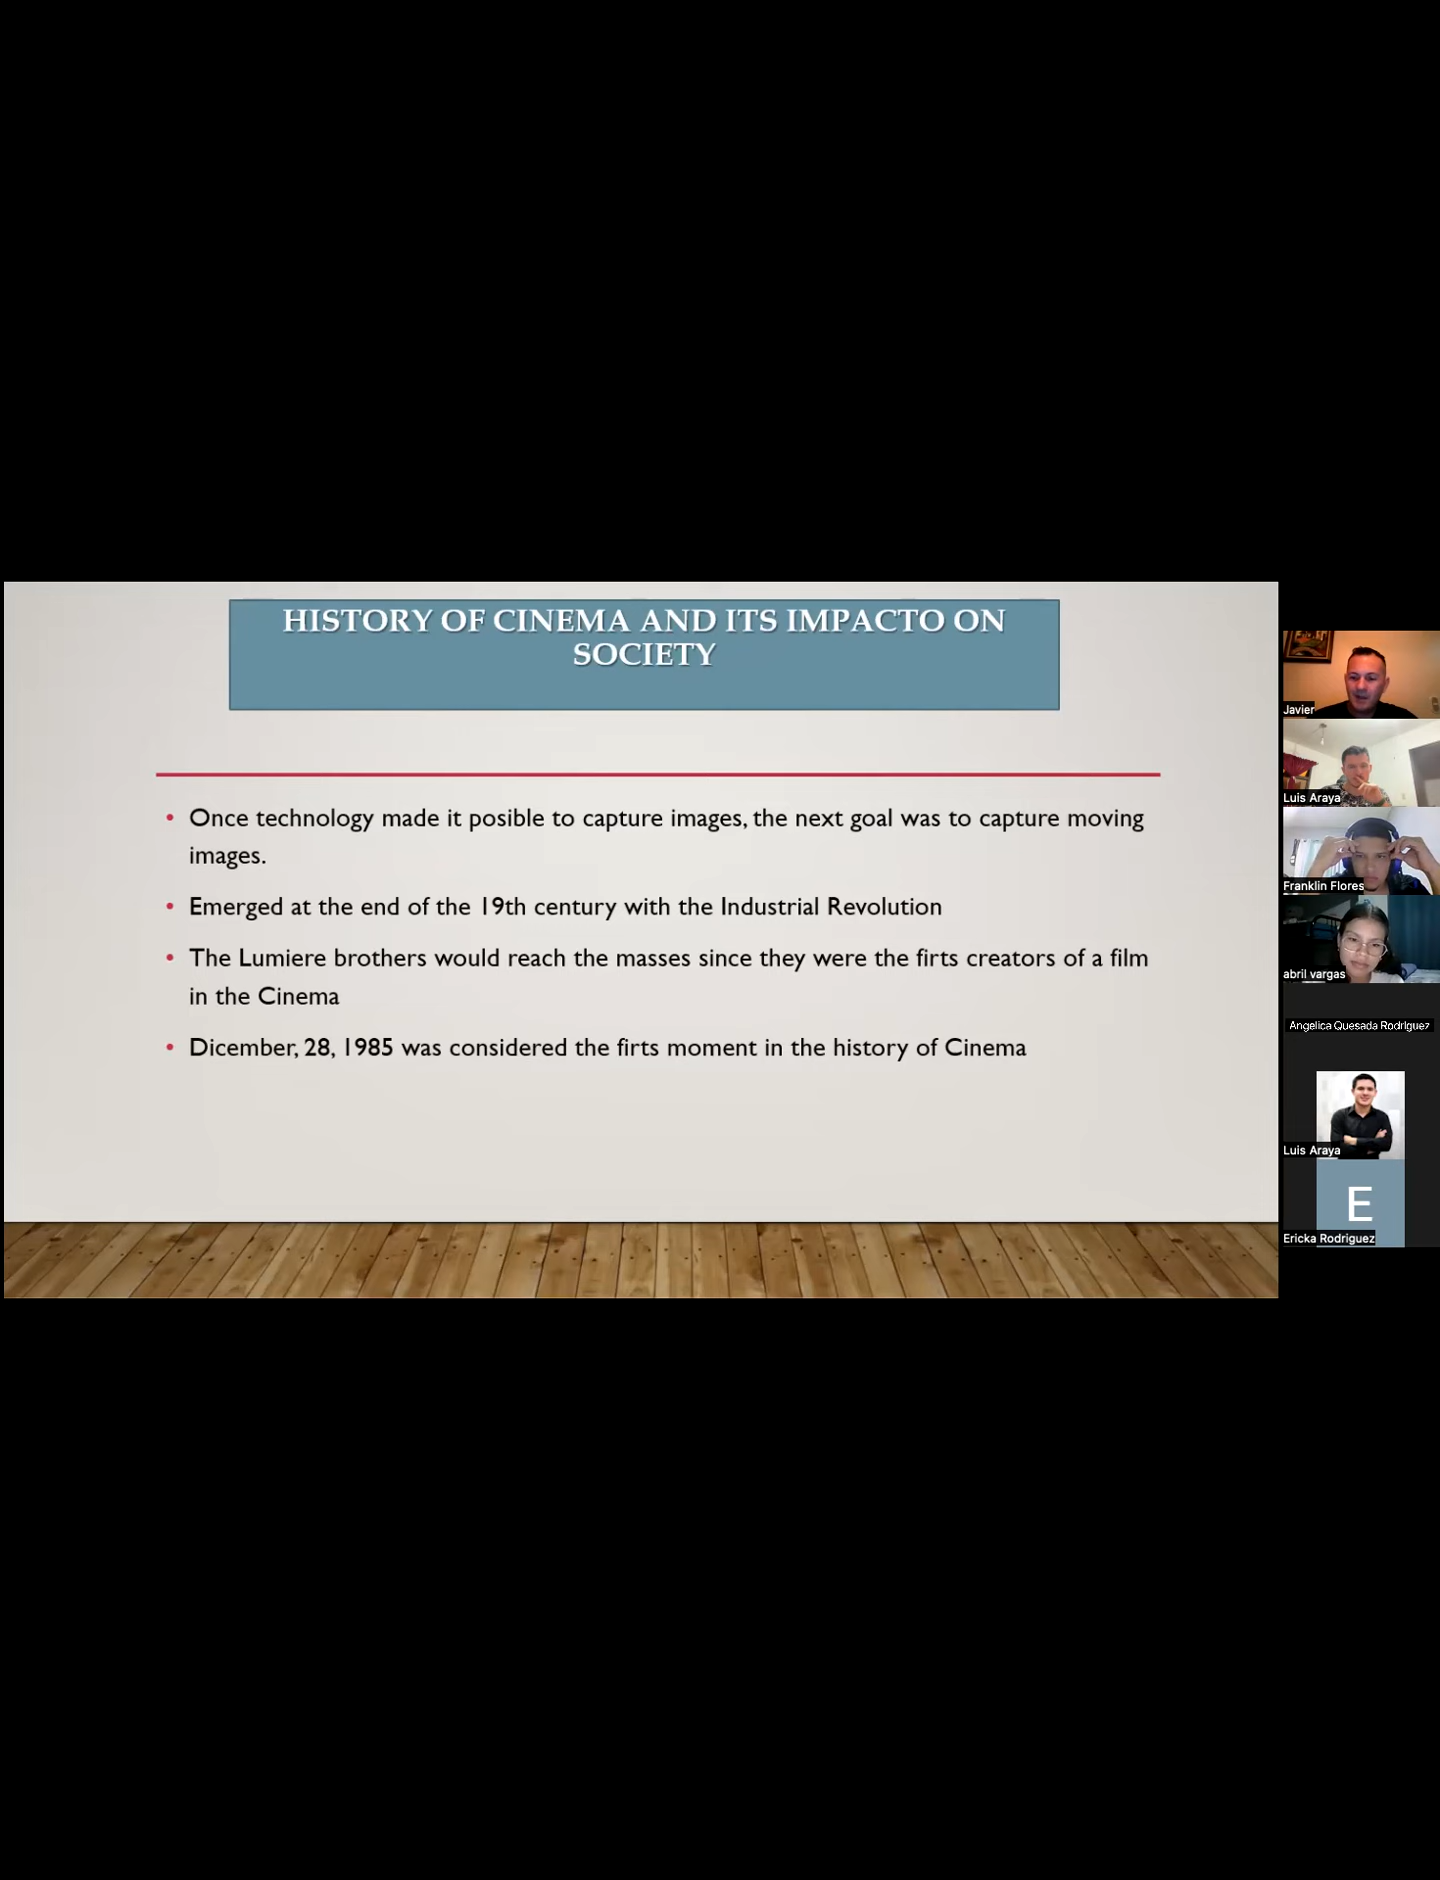 HISTORY OF CINEMA AND ITS IMPACTO ON
SOCIETY
• Once technology made it posible to capture images, the next goal was to capture moving
images.
• Emerged at the end of the 19th century with the Industrial Revolution
• The Lumiere brothers would reach the masses since they were the firts creators of a film
in the Cinema
• Dicember, 28, 1985 was considered the firts moment in the history of Cinema
Javier
Luis Araya
Franklin Flores
abril vargas
Angelica Quesada Rodriguez
Luis Araya
E
Ericka Rodriguez